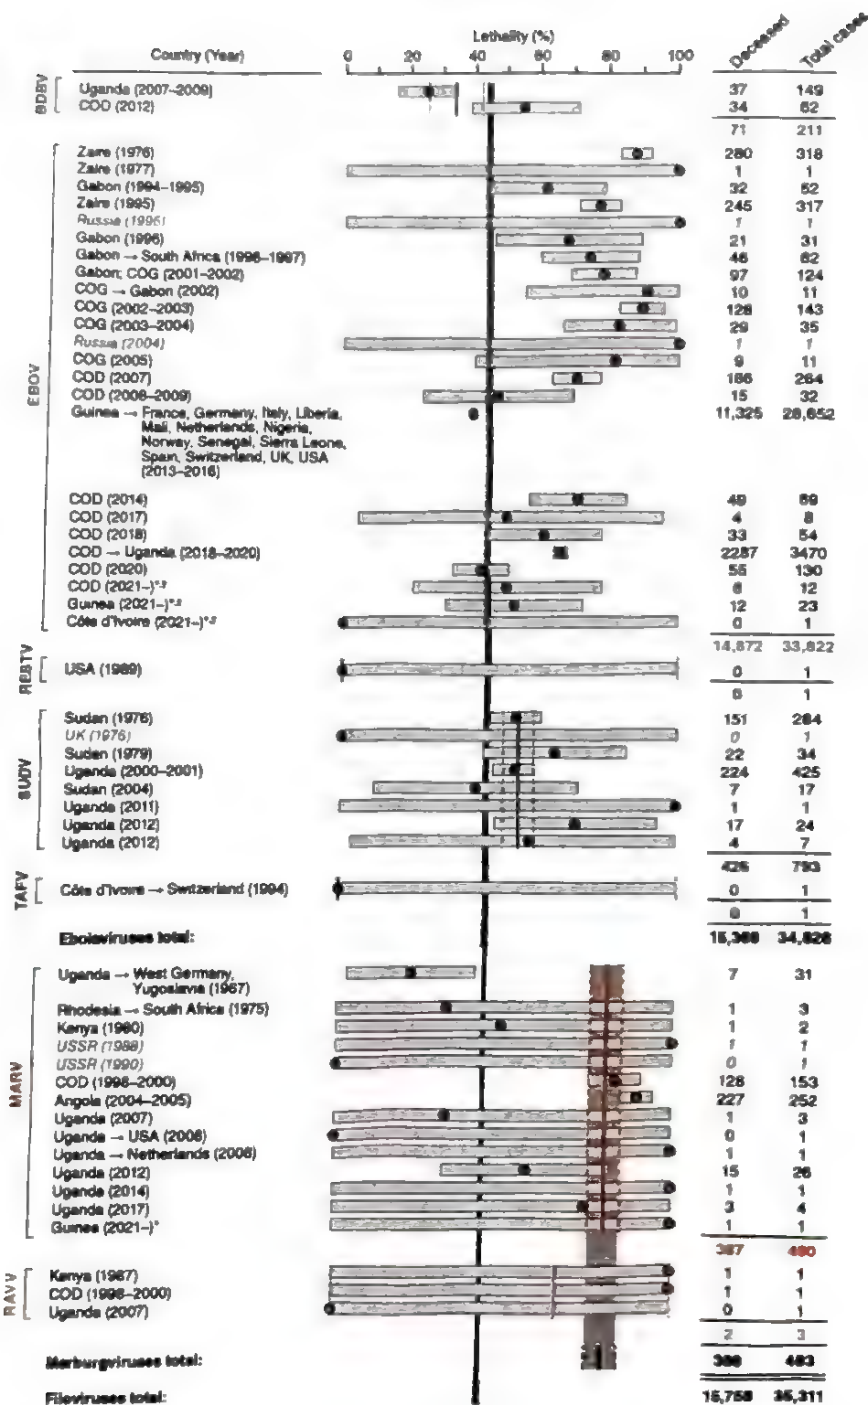 Country (Year) Lethality (%) Deceased Total cases
0 20 40 60 80 100
BDBV
Uganda (2007–2009) 37 149
COD (2012) 34 62
71 211
EBOV
Zaire (1976) 280 318
Zaire (1977) 1 1
Gabon (1994–1995) 32 52
Zaire (1995) 245 317
Russia (1996) 1 1
Gabon (1996) 21 31
Gabon → South Africa (1996–1997) 46 62
Gabon; COG (2001–2002) 97 124
COG → Gabon (2002) 10 11
COG (2002–2003) 128 143
COG (2003–2004) 29 35
Russia (2004) 1 1
COG (2005) 9 11
COD (2007) 186 264
COD (2008–2009) 15 32
Guinea → France, Germany, Italy, Liberia, 11,325 28,652
Mali, Netherlands, Nigeria,
Norway, Senegal, Sierra Leone,
Spain, Switzerland, UK, USA
(2013–2016)
COD (2014) 49 69
COD (2017) 4 8
COD (2018) 33 54
COD → Uganda (2018–2020) 2287 3470
COD (2020) 55 130
COD (2021–) 6 12
Guinea (2021–) 12 23
Côte d'Ivoire (2021–) 0 1
14,872 33,822
RESTV
USA (1989) 0 1
0 1
SUDV
Sudan (1976) 151 284
UK (1976) 0 1
Sudan (1979) 22 34
Uganda (2000–2001) 224 425
Sudan (2004) 7 17
Uganda (2011) 1 1
Uganda (2012) 17 24
Uganda (2012) 4 7
426 793
TAFV
Côte d'Ivoire → Switzerland (1994) 0 1
0 1
Ebolaviruses total: 15,369 34,828
MARV
Uganda → West Germany, 7 31
Yugoslavia (1967)
Rhodesia → South Africa (1975) 1 3
Kenya (1980) 1 2
USSR (1988) 1 1
USSR (1990) 0 1
COD (1998–2000) 128 153
Angola (2004–2005) 227 252
Uganda (2007) 1 3
Uganda → USA (2008) 0 1
Uganda → Netherlands (2008) 1 1
Uganda (2012) 15 26
Uganda (2014) 1 1
Uganda (2017) 3 4
Guinea (2021–)* 1 1
387 480
RAVV
Kenya (1987) 1 1
COD (1998–2000) 1 1
Uganda (2007) 0 1
2 3
Marburgviruses total: 389 483
Filoviruses total: 15,758 35,311